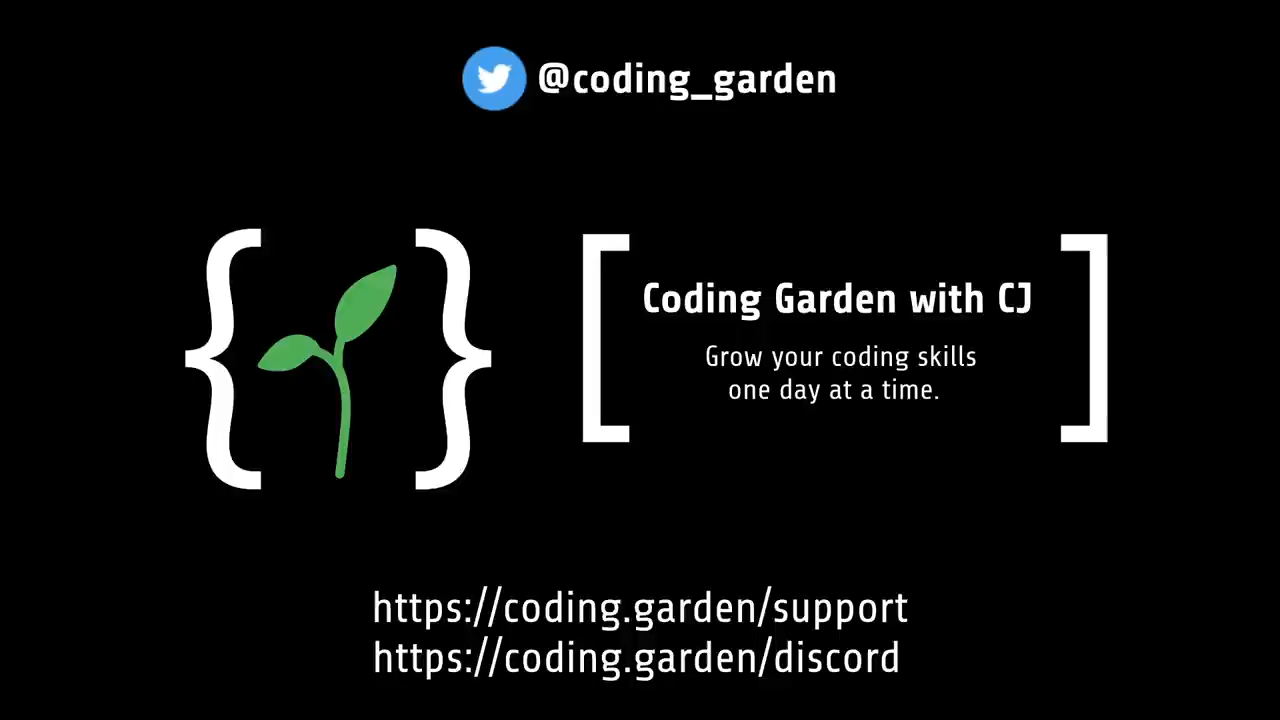 @coding_garden
Coding Garden with CJ
Grow your coding skills
one day at a time.
https://coding.garden/support
https://coding.garden/discord